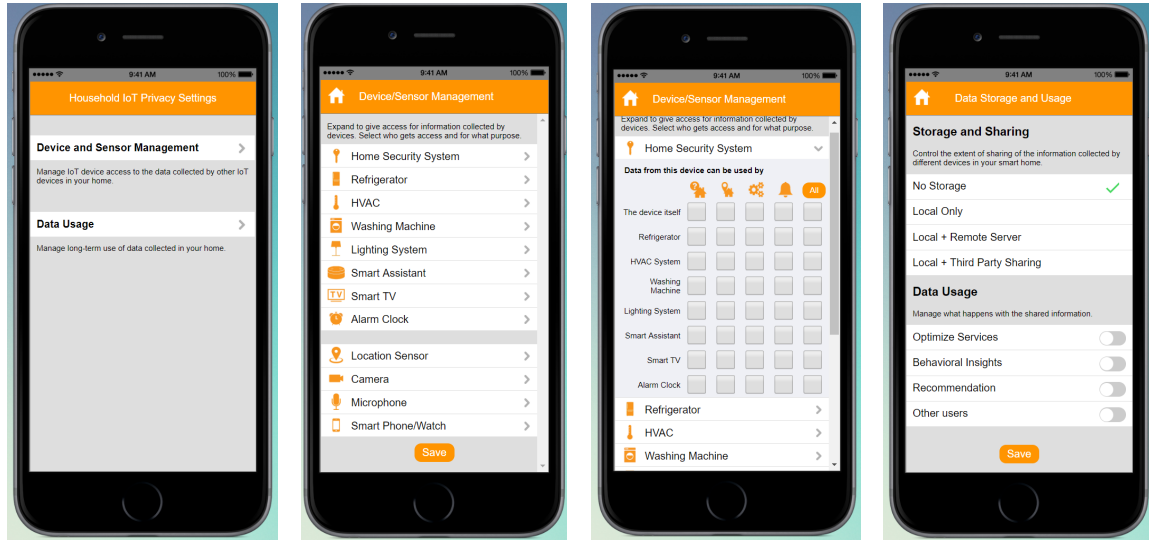 9:41 AM 100%
Household IoT Privacy Settings
Device and Sensor Management
Manage IoT device access to the data collected by other IoT
devices in your home.
Data Usage
Manage long-term use of data collected in your home.
9:41 AM 100%
Device/Sensor Management
Expand to give access for information collected by
devices. Select who gets access and for what purpose.
Home Security System
Refrigerator
HVAC
Washing Machine
Lighting System
Smart Assistant
TV Smart TV
Alarm Clock
Location Sensor
Camera
Microphone
Smart Phone/Watch
Save
9:41 AM 100%
Device/Sensor Management
Expand to give access for information collected by
devices. Select who gets access and for what purpose.
Home Security System
Data from this device can be used by
All
The device itself
Refrigerator
HVAC System
Washing
Machine
Lighting System
Smart Assistant
Smart TV
Alarm Clock
Refrigerator
HVAC
Washing Machine
9:41 AM 100%
Data Storage and Usage
Storage and Sharing
Control the extent of sharing of the information collected by
different devices in your smart home.
No Storage
Local Only
Local + Remote Server
Local + Third Party Sharing
Data Usage
Manage what happens with the shared information.
Optimize Services
Behavioral Insights
Recommendation
Other users
Save